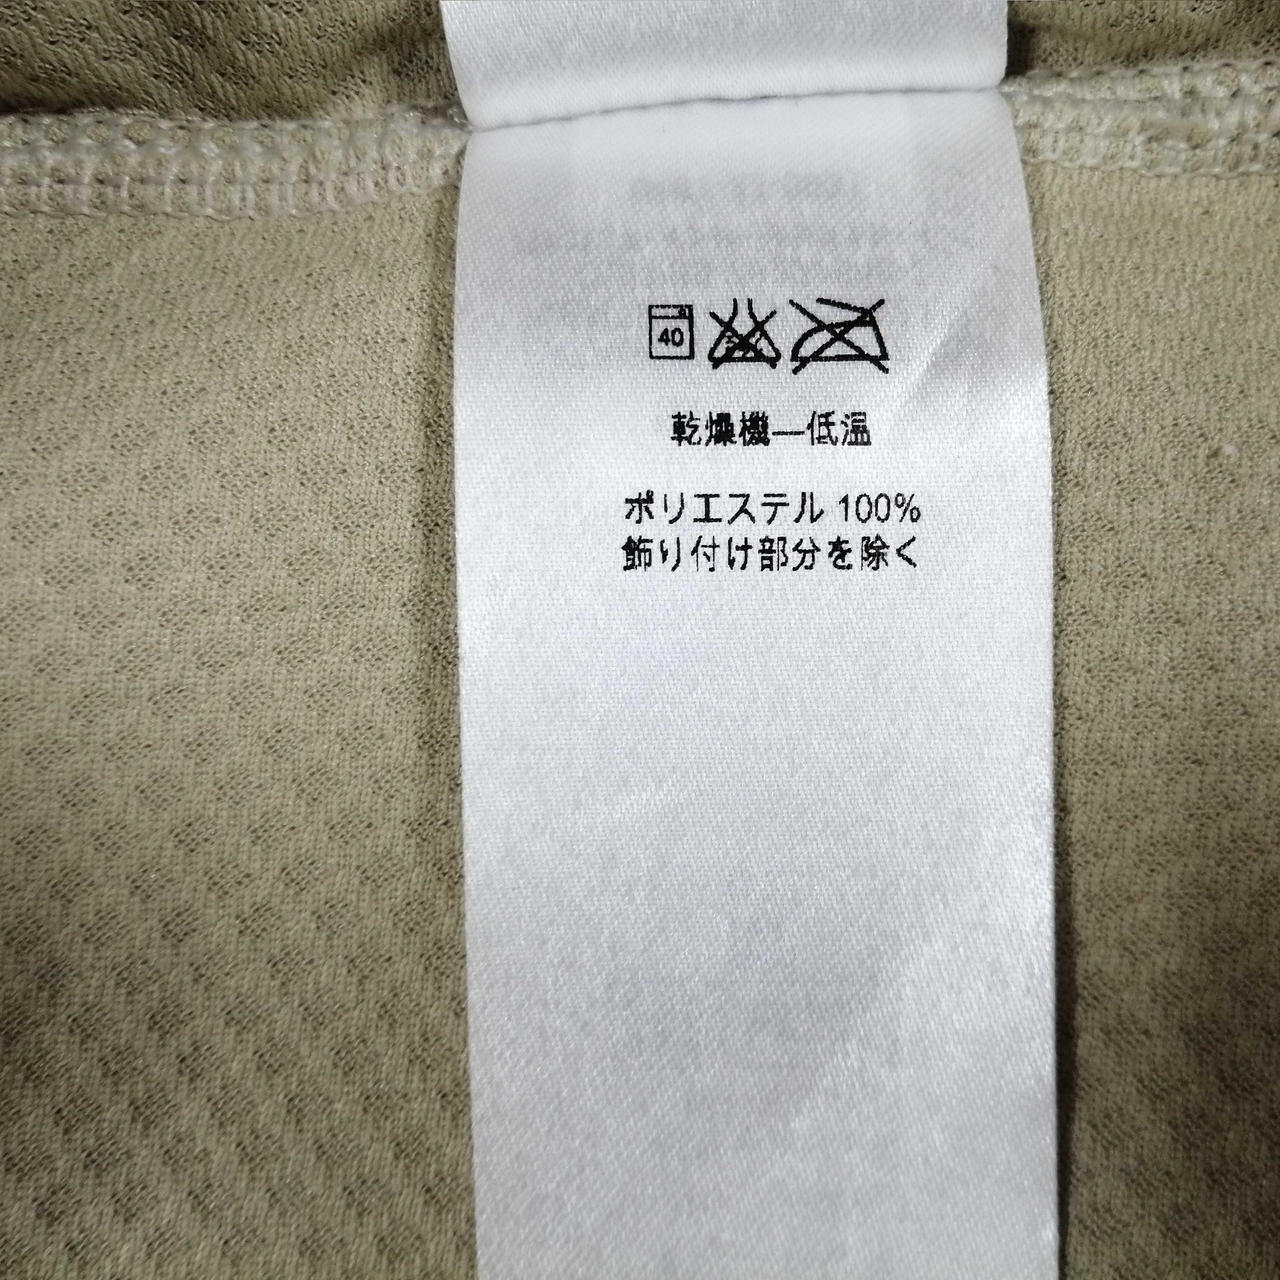 40
乾燥機—低温
ポリエステル 100%
飾り付け部分を除く